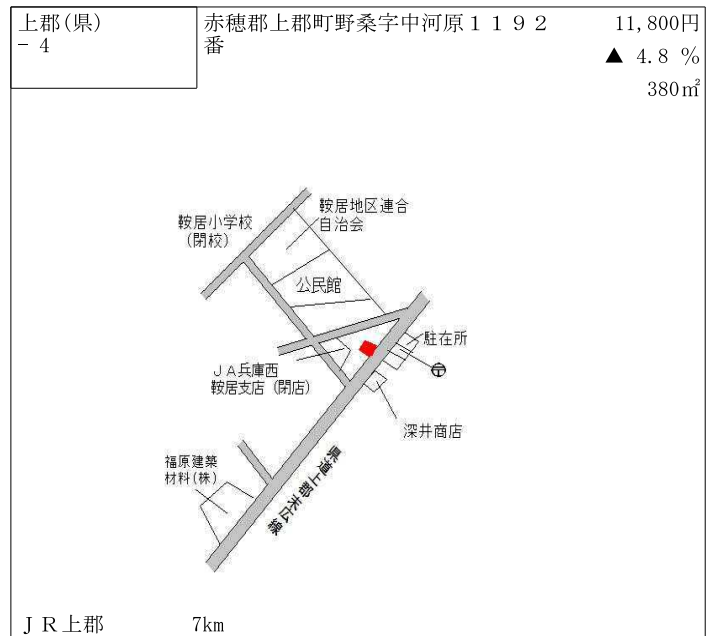 上郡(県)
－４
赤穂郡上郡町野桑字中河原１１９２
番
11,800円
▲ 4.8 %
380㎡
鞍居小学校
(閉校)
鞍居地区連合
自治会
公民館
駐在所
〒
ＪＡ兵庫西
鞍居支店 (閉店)
深井商店
福原建築
材料(株)
県道上郡末広線
ＪＲ上郡 7km